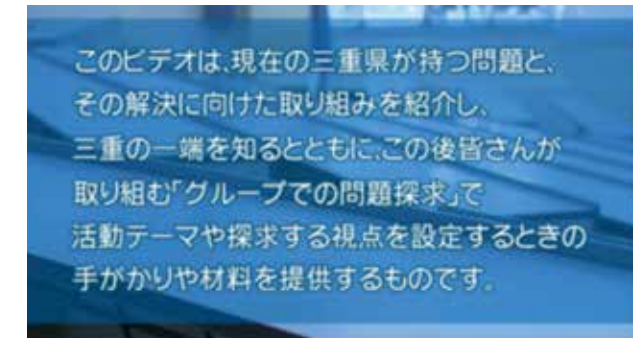 このビデオは、現在の三重県が持つ問題と、
その解決に向けた取り組みを紹介し、
三重の一端を知るとともに、この後皆さんが
取り組む「グループでの問題探求」で
活動テーマや探求する視点を設定するときの
手がかりや材料を提供するものです。